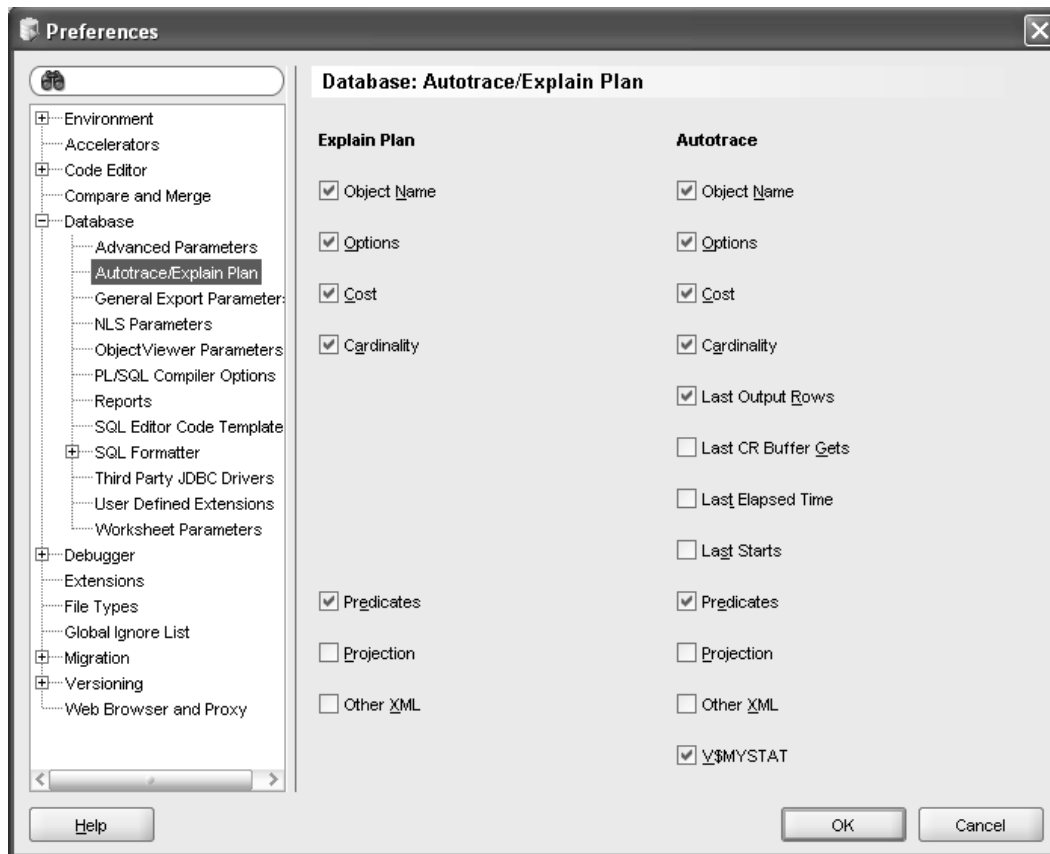 Preferences
Database: Autotrace/Explain Plan
Environment
Accelerators
Code Editor
Compare and Merge
Database
Advanced Parameters
Autotrace/Explain Plan
General Export Parameter
NLS Parameters
ObjectViewer Parameters
PL/SQL Compiler Options
Reports
SQL Editor Code Template
SQL Formatter
Third Party JDBC Drivers
User Defined Extensions
Worksheet Parameters
Debugger
Extensions
File Types
Global Ignore List
Migration
Versioning
Web Browser and Proxy
Explain Plan
Object Name
Options
Cost
Cardinality
Predicates
Projection
Other XML
Autotrace
Object Name
Options
Cost
Cardinality
Last Output Rows
Last CR Buffer Gets
Last Elapsed Time
Last Starts
Predicates
Projection
Other XML
V$MYSTAT
Help
OK
Cancel